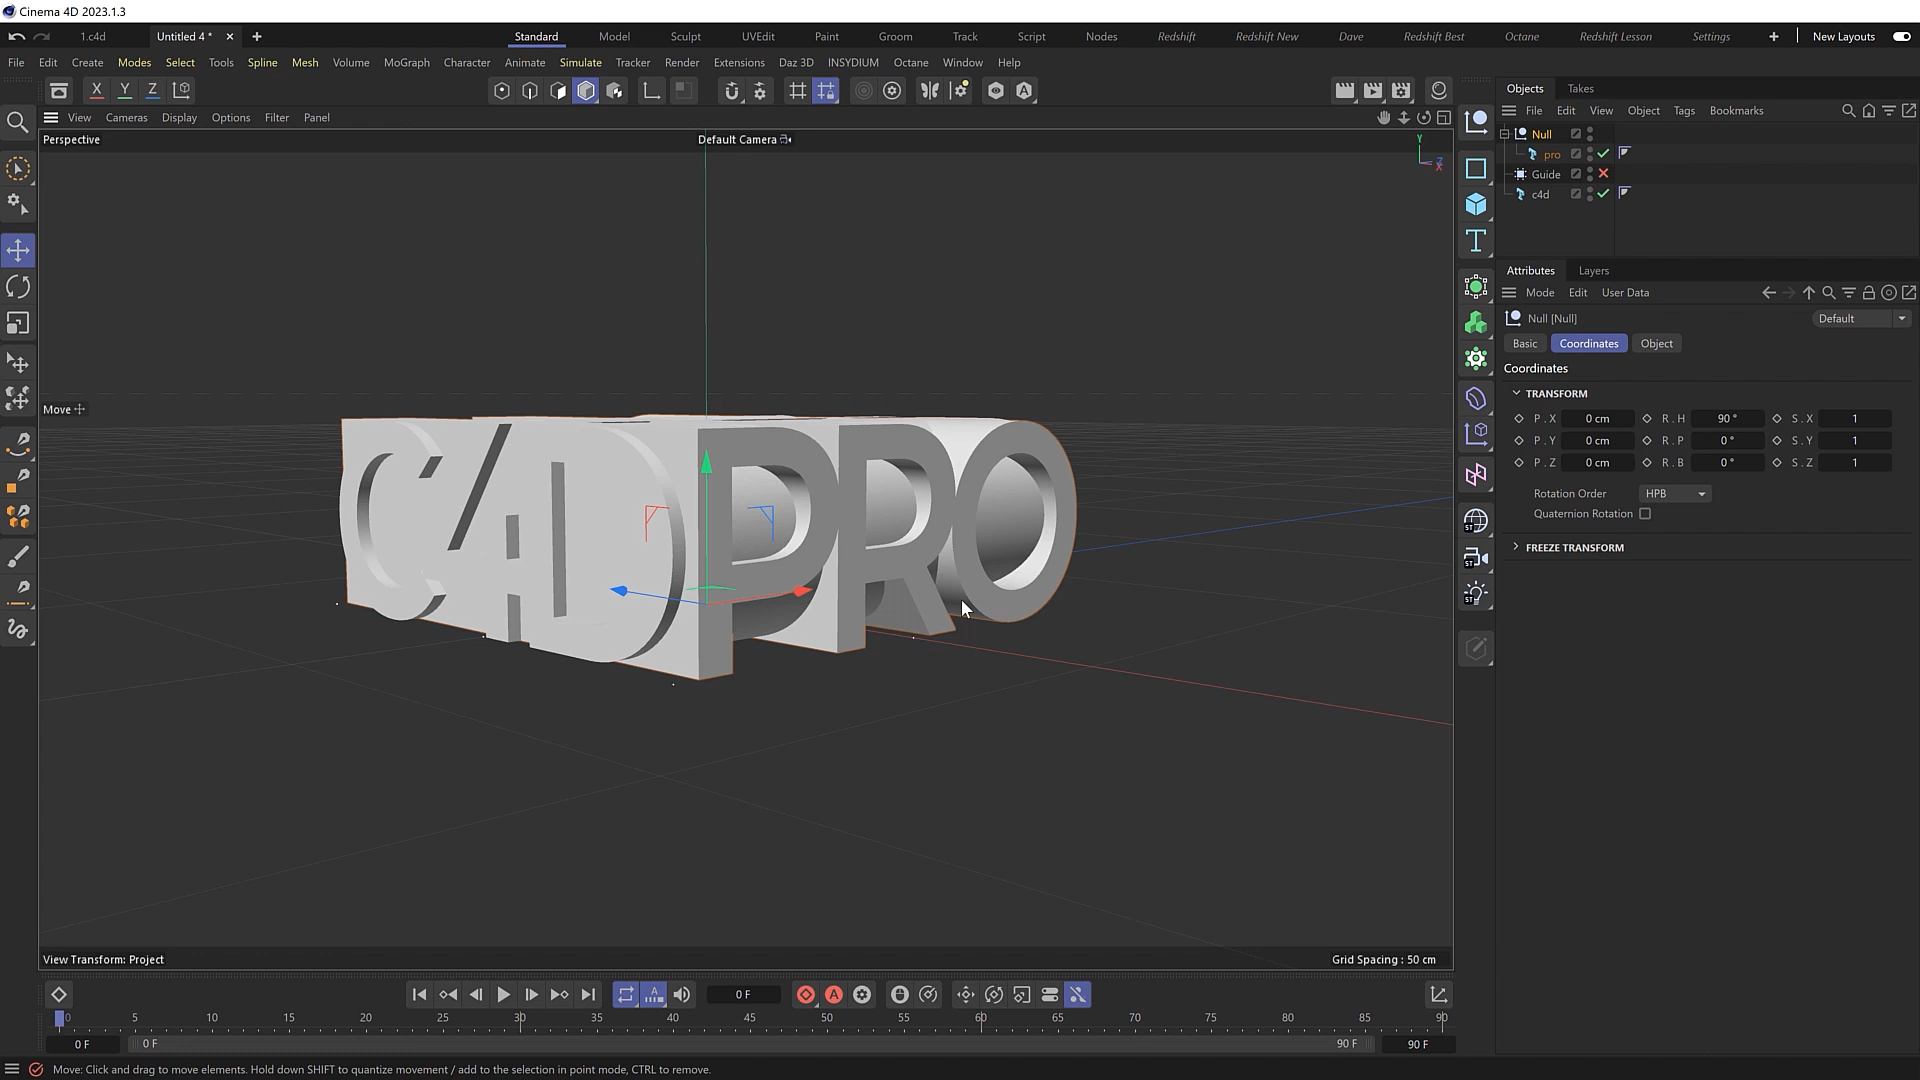 Cinema 4D 2023.1.3
1.c4d
Untitled 4 *
Standard
Model
Sculpt
UVEdit
Paint
Groom
Track
Script
Nodes
Redshift
Redshift New
Dave
Redshift Best
Octane
Redshift Lesson
Settings
New Layouts
File Edit Create Modes Select Tools Spline Mesh Volume MoGraph Character Animate Simulate Tracker Render Extensions Daz 3D INSYDIUM Octane Window Help
X Y Z
Objects Takes
View Cameras Display Options Filter Panel
File Edit View Object Tags Bookmarks
Perspective
Default Camera
Y
Z
X
Null
pro
Guide
c4d
Attributes Layers
Mode Edit User Data
Null [Null]
Default
Basic Coordinates Object
Coordinates
TRANSFORM
P . X 0 cm R . H 90 ° S . X 1
P . Y 0 cm R . P 0 ° S . Y 1
P . Z 0 cm R . B 0 ° S . Z 1
Rotation Order HPB
Quaternion Rotation
FREEZE TRANSFORM
Move
C4D PRO
ST
ST
ST
View Transform: Project
Grid Spacing : 50 cm
0 F
0 5 10 15 20 25 30 35 40 45 50 55 60 65 70 75 80 85 90
0 F 0 F 90 F 90 F
Move: Click and drag to move elements. Hold down SHIFT to quantize movement / add to the selection in point mode, CTRL to remove.